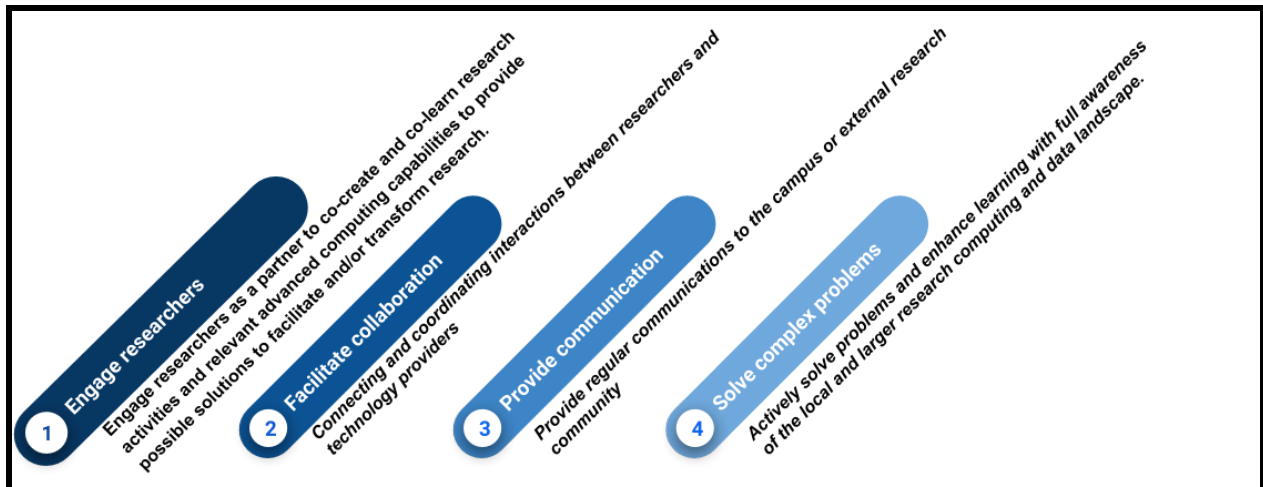 1
Engage researchers
Engage researchers as a partner to co-create and co-learn research
activities and relevant advanced computing capabilities to provide
possible solutions to facilitate and/or transform research.
2
Facilitate collaboration
Connecting and coordinating interactions between researchers and
technology providers
3
Provide communication
Provide regular communications to the campus or external research
community
4
Solve complex problems
Actively solve problems and enhance learning with full awareness
of the local and larger research computing and data landscape.